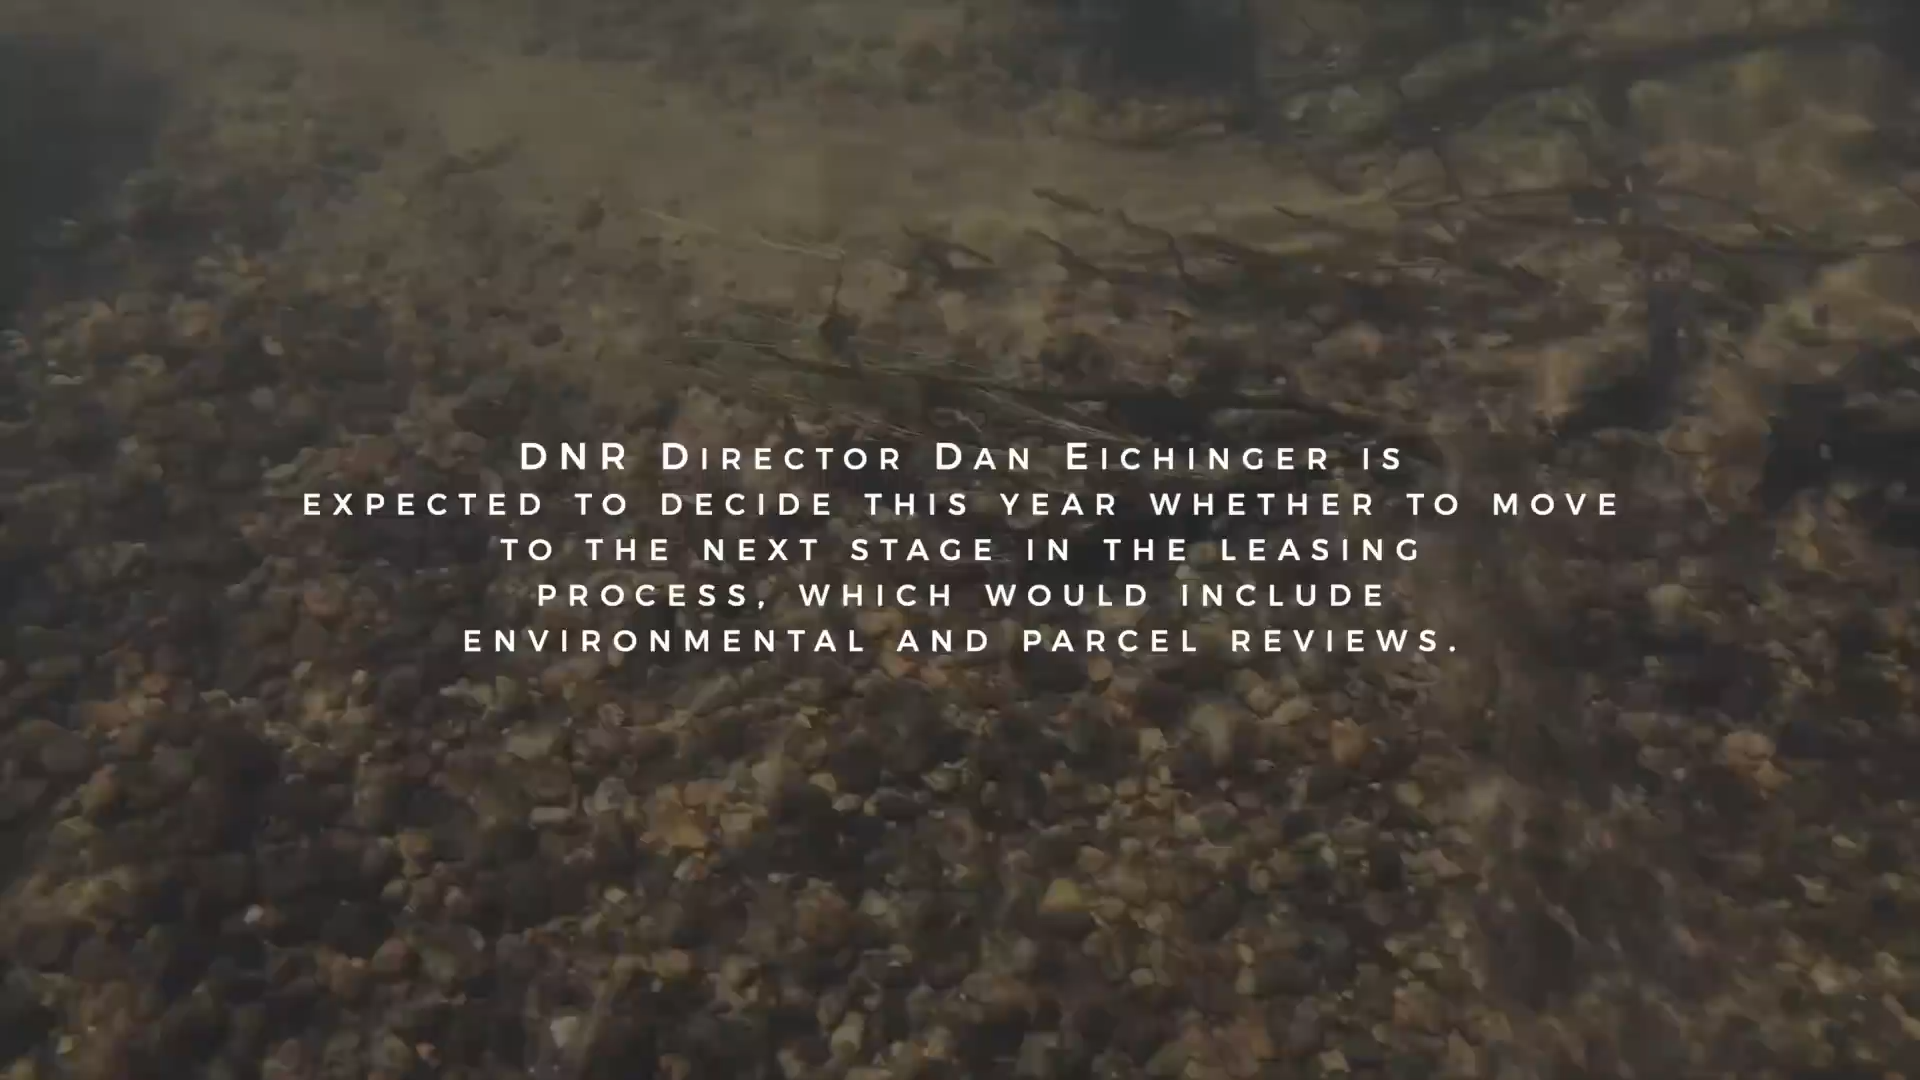 DNR Director Dan Eichinger is
expected to decide this year whether to move
to the next stage in the leasing
process, which would include
environmental and parcel reviews.